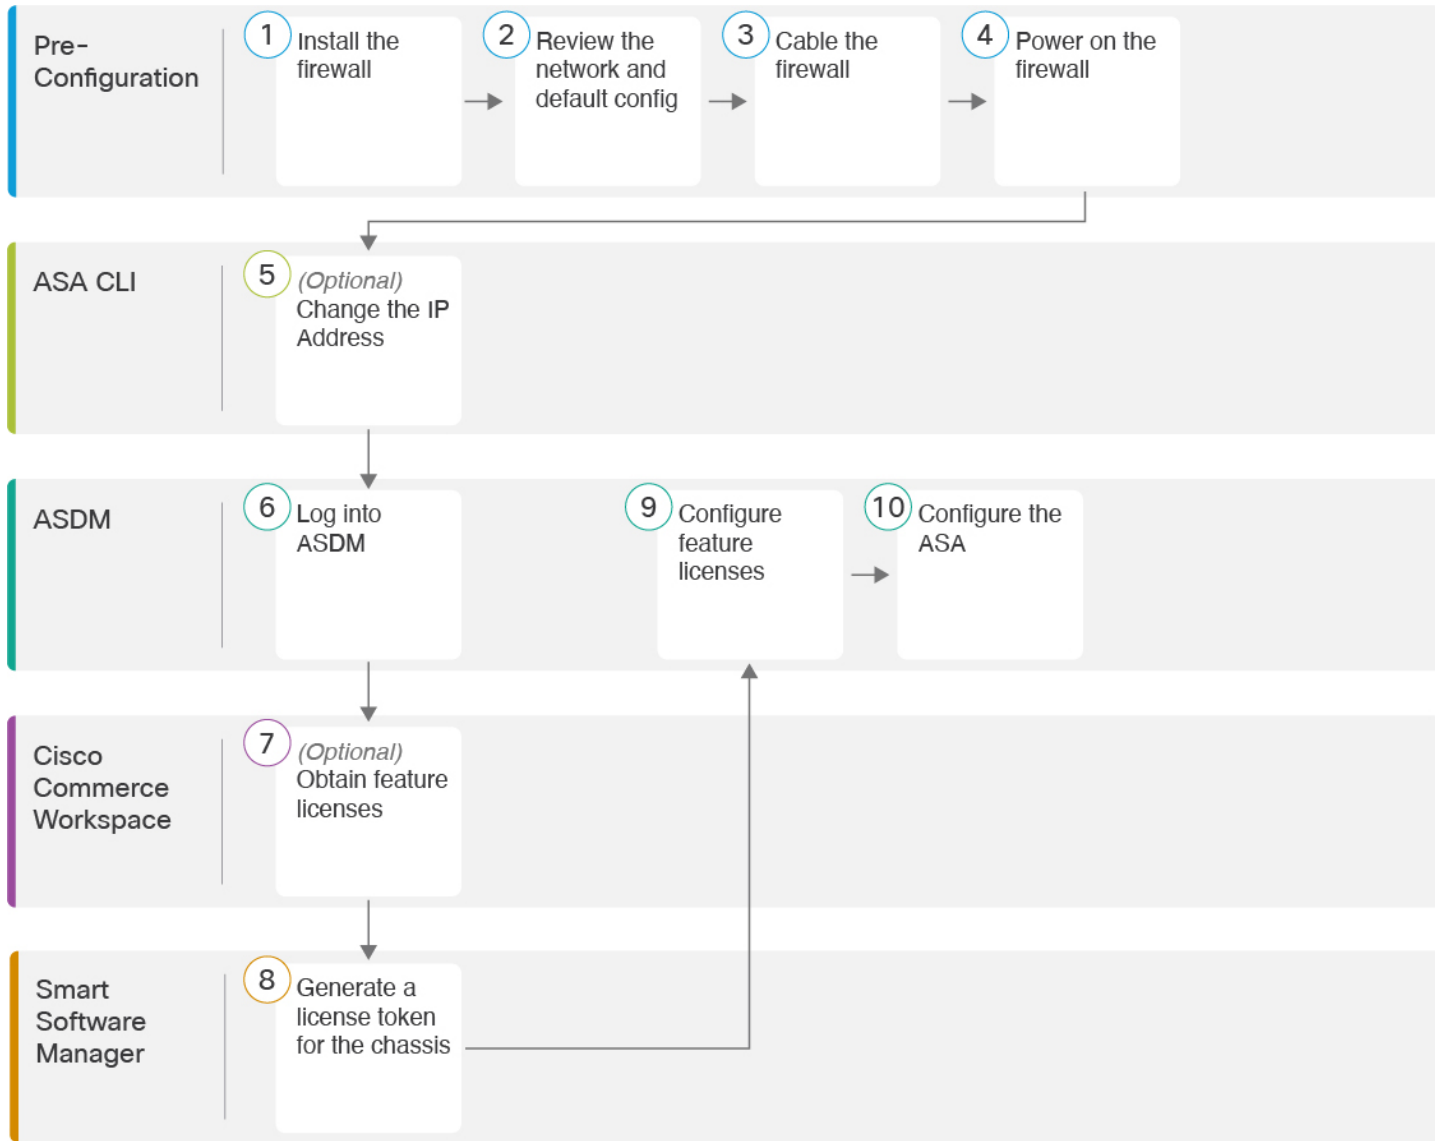 Pre-
Configuration
1
Install the
firewall
2
Review the
network and
default config
3
Cable the
firewall
4
Power on the
firewall
ASA CLI
5
(Optional)
Change the IP
Address
ASDM
6
Log into
ASDM
9
Configure
feature
licenses
10
Configure the
ASA
Cisco
Commerce
Workspace
7
(Optional)
Obtain feature
licenses
Smart
Software
Manager
8
Generate a
license token
for the chassis